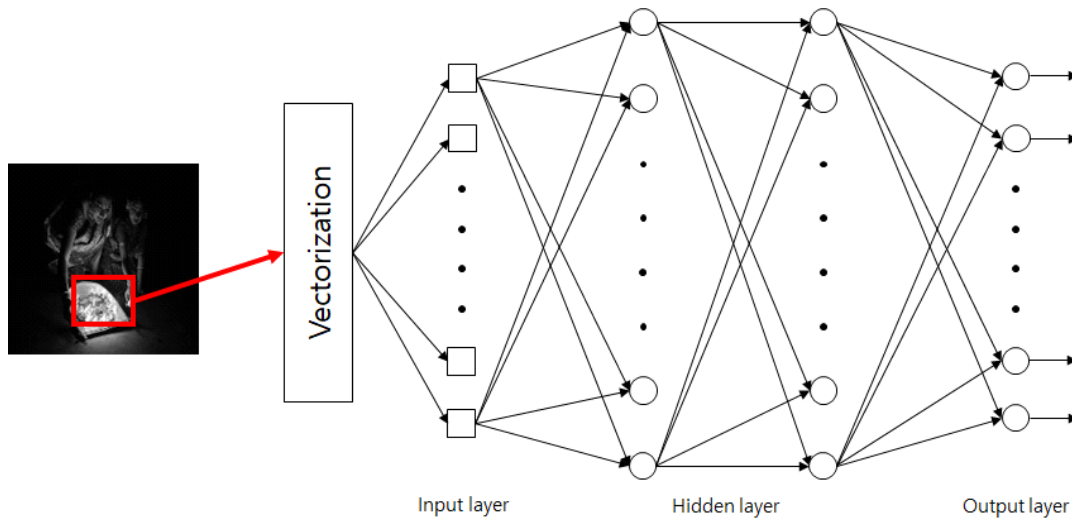 Vectorization
Input layer
Hidden layer
Output layer